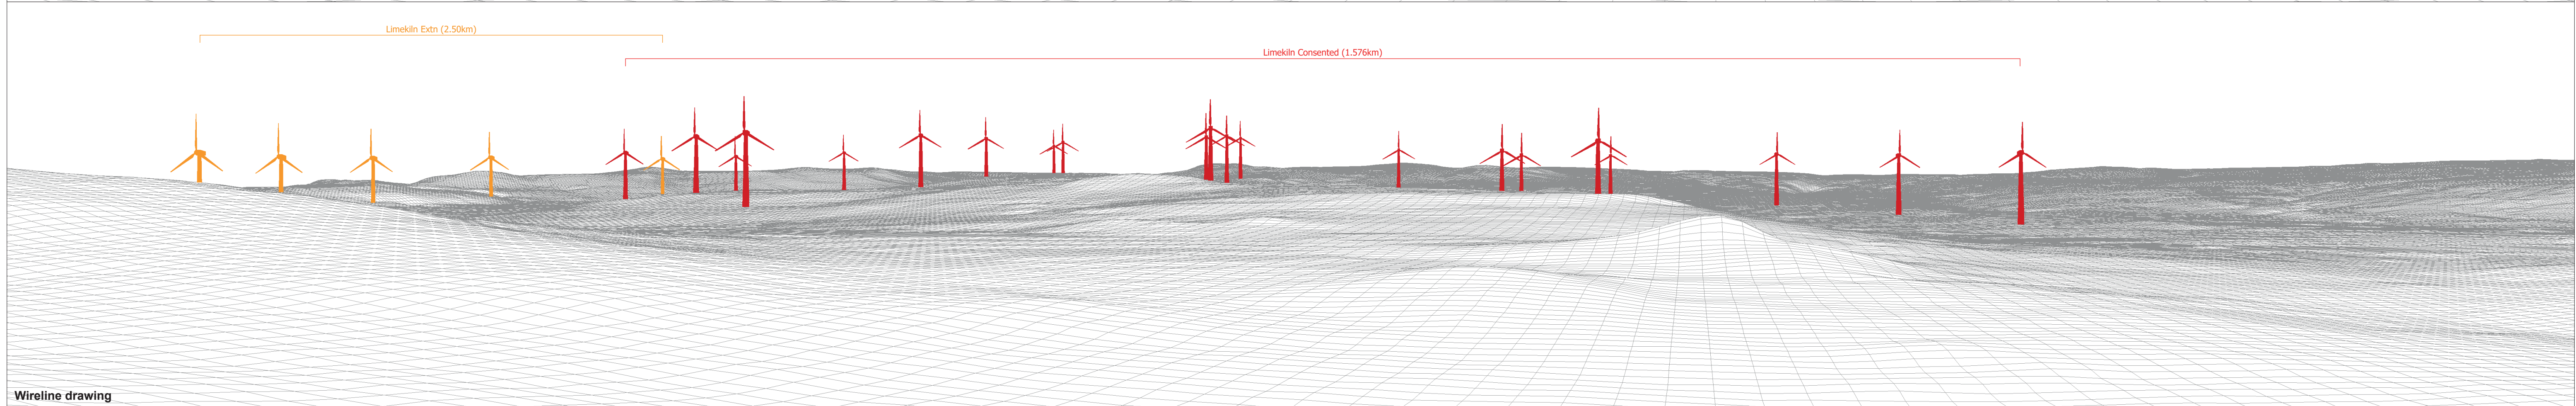 Limekiln Extn (2.50km)
Limekiln Consented (1.576km)
Wireline drawing